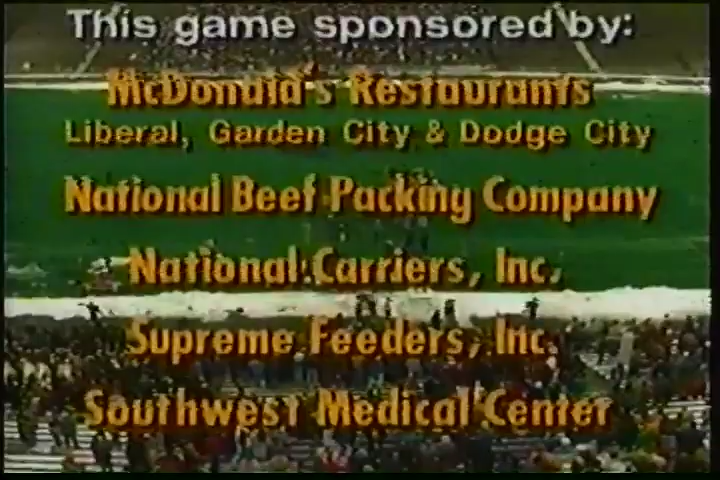 This game sponsored by:
McDonald's Restaurants
Liberal, Garden City & Dodge City
National Beef Packing Company
National Carriers, Inc.
Supreme Feeders, Inc.
Southwest Medical Center